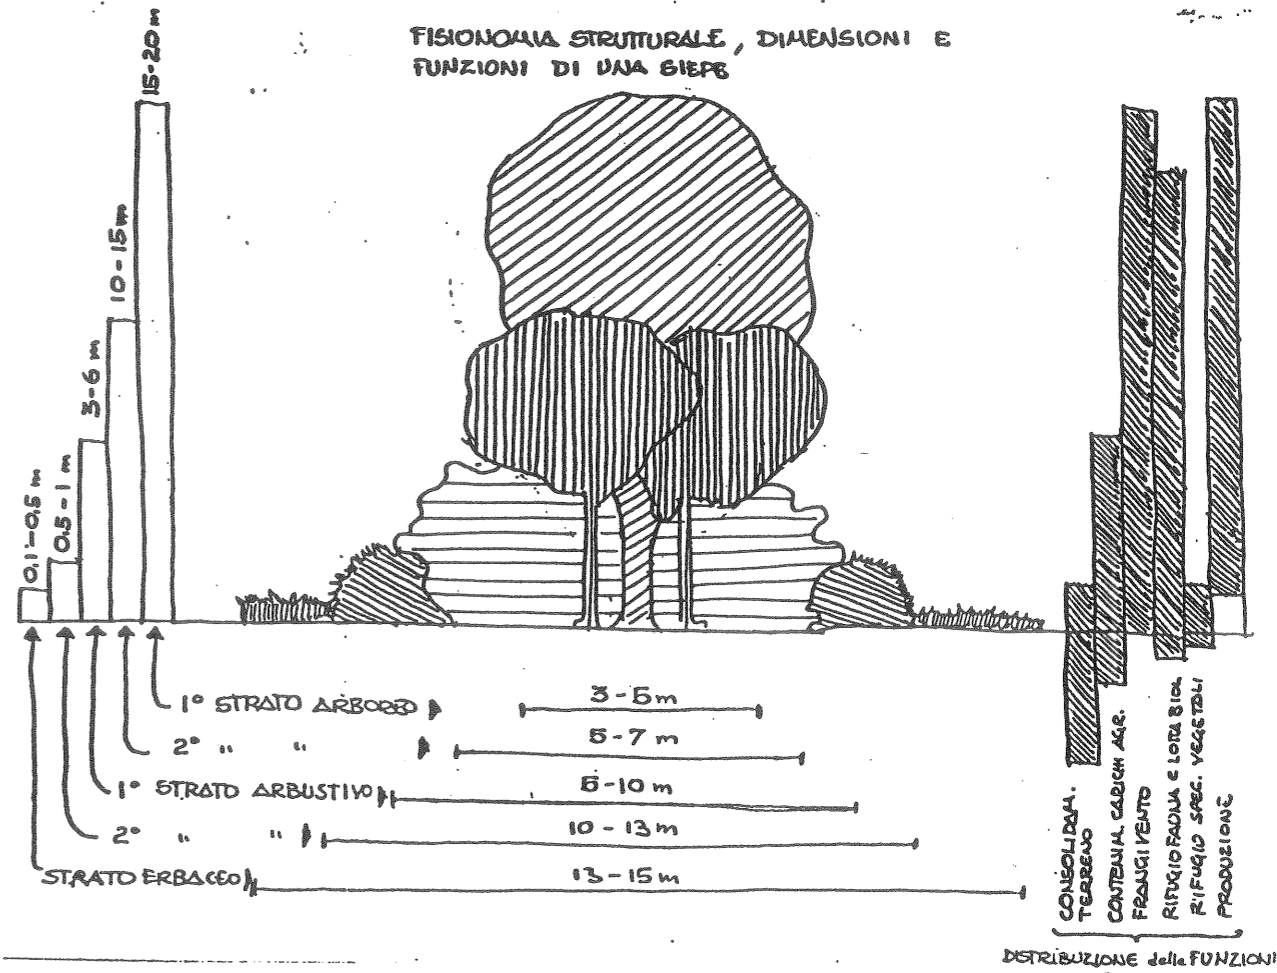 FISIONOMIA STRUTTURALE, DIMENSIONI E
FUNZIONI DI UNA SIEPE
15-20 m
10-15 m
3-6 m
0.5-1 m
0.1-0.5 m
1° STRATO ARBOREO 3-5 m
2° " " 5-7 m
1° STRATO ARBUSTIVO 5-10 m
2° " " 10-13 m
STRATO ERBACEO 13-15 m
CONSOLIDAM.
TERRENO
CONTENIM. CARICHI AGR.
FRANGIVENTO
RIFUGIO FAUNA E LOTTA BIOL
RIFUGIO SPEC. VEGETALI
PRODUZIONE
DISTRIBUZIONE delle FUNZIONI